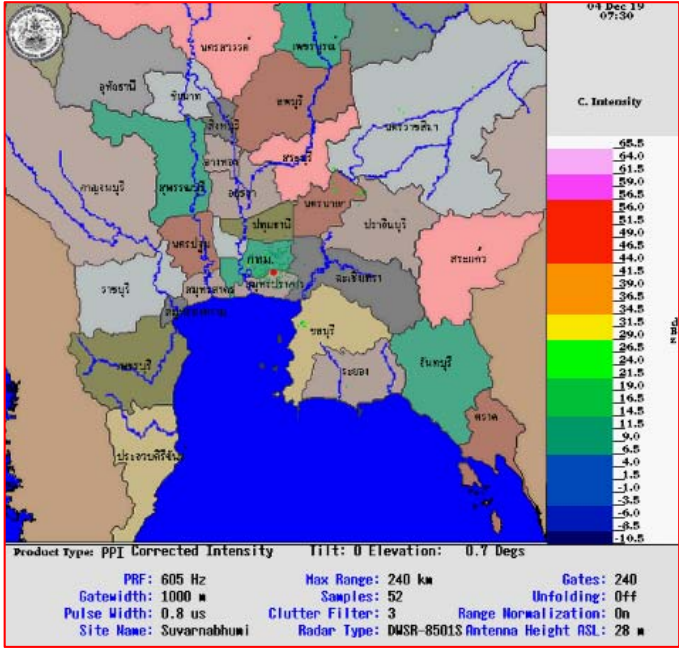 04 Dec 19
07:30
C. Intensity
นครสวรรค์
เพชรบูรณ์
อุทัยธานี
ชัยนาท
ลพบุรี
สิงห์บุรี
นครราชสีมา
อ่างทอง
สระบุรี
กาญจนบุรี
สุพรรณบุรี
อยุธยา
นครนายก
ปทุมธานี
ปราจีนบุรี
นครปฐม
กทม.
สระแก้ว
ราชบุรี
สมุทรสาคร
สมุทรปราการ
ฉะเชิงเทรา
สมุทรสงคราม
ชลบุรี
เพชรบุรี
ระยอง
จันทบุรี
ตราด
ประจวบคีรีขันธ์
65.5
64.0
61.5
59.0
56.5
56.0
51.5
49.0
46.5
44.0
41.5
39.0
36.5
34.5
31.5
29.0
26.5
24.0
21.5
19.0
16.5
14.5
11.5
9.0
6.5
4.0
1.5
-1.0
-3.5
-6.0
-8.5
-10.5
Product Type: PPI Corrected Intensity Tilt: 0 Elevation: 0.7 Degs
PRF: 605 Hz Max Range: 240 km Gates: 240
Gatewidth: 1000 m Samples: 52 Unfolding: Off
Pulse Width: 0.8 us Clutter Filter: 3 Range Normalization: On
Site Name: Suvarnabhumi Radar Type: DWSR-8501S Antenna Height ASL: 28 m